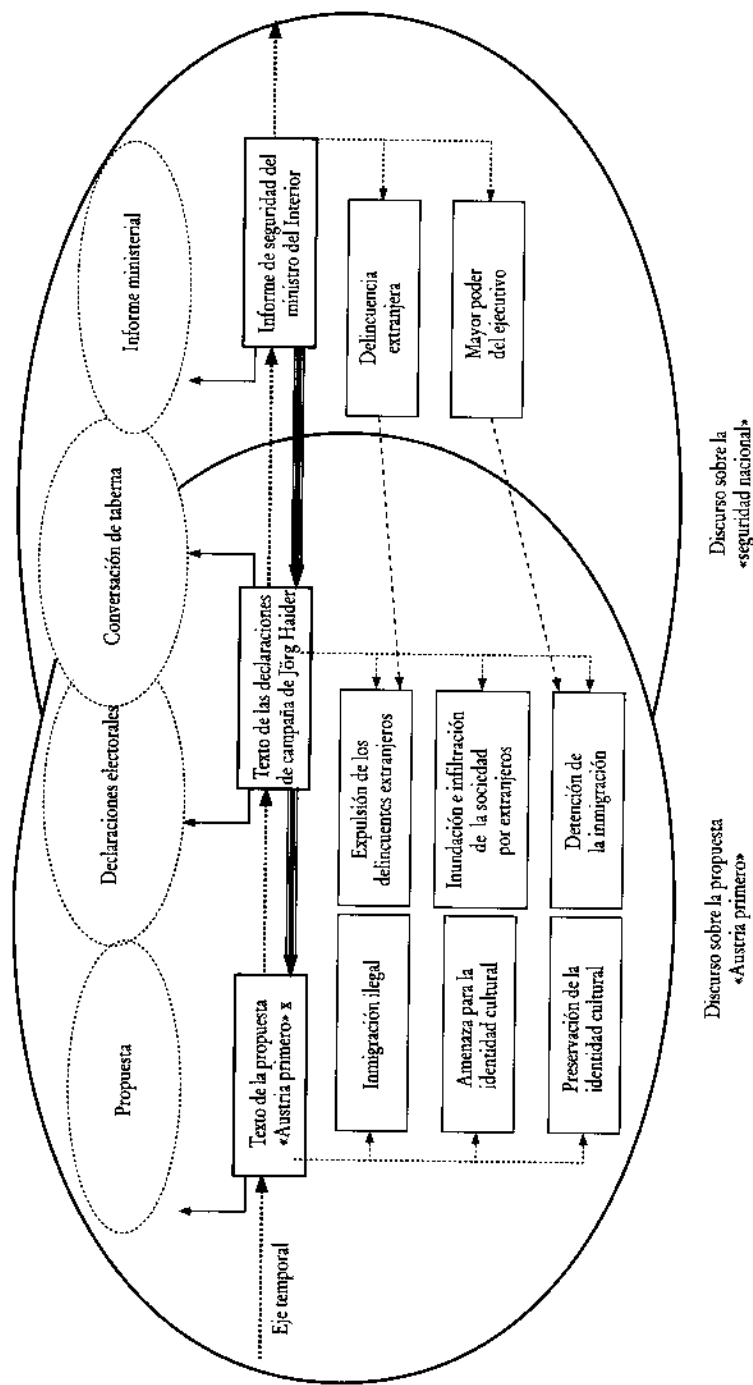 Propuesta
Declaraciones electorales
Conversación de taberna
Informe ministerial
Eje temporal
Texto de la propuesta
«Austria primero» x
Texto de las declaraciones
de campaña de Jörg Haider
Informe de seguridad del
ministro del Interior
Inmigración ilegal
Expulsión de los
delincuentes extranjeros
Delincuencia
extranjera
Amenaza para la
identidad cultural
Inundación e infiltración
de la sociedad
por extranjeros
Mayor poder
del ejecutivo
Preservación de la
identidad cultural
Detención de
la inmigración
Discurso sobre la propuesta
«Austria primero»
Discurso sobre la
«seguridad nacional»